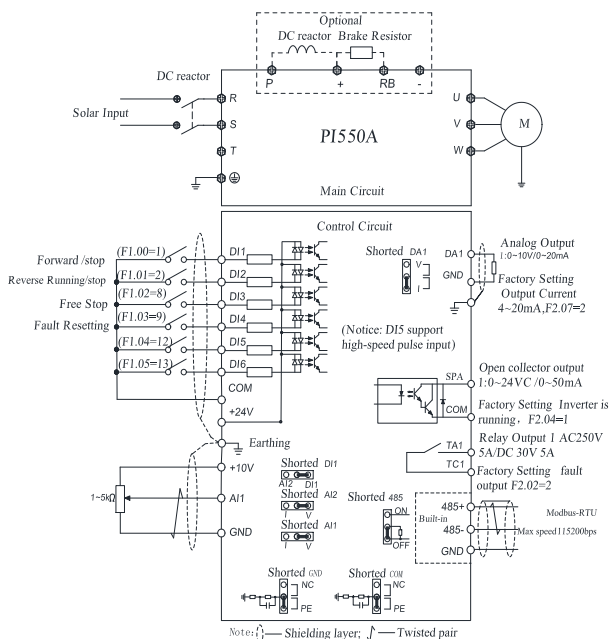 Optional
DC reactor Brake Resistor
P + RB -
DC reactor
Solar Input
R
S
T
U
V
W
M
PI550A
Main Circuit
Control Circuit
Forward /stop (F1.00=1) DI1
Reverse Running/stop (F1.01=2) DI2
Free Stop (F1.02=8) DI3
Fault Resetting (F1.03=9) DI4
(F1.04=12) DI5
(F1.05=13) DI6
COM
+24V
Earthing
+10V
1~5kΩ
AI1
GND
Shorted DA1
V
I
(Notice: DI5 support
high-speed pulse input)
DA1
GND
Analog Output
1:0~10V/0~20mA
Factory Setting
Output Current
4~20mA,F2.07=2
SPA
COM
Open collector output
1:0~24VC /0~50mA
Factory Setting Inverter is
running, F2.04=1
TA1
TC1
Relay Output 1 AC250V
5A/DC 30V 5A
Factory Setting fault
output F2.02=2
Shorted DI1
AI2 DI1
Shorted AI2
I V
Shorted AI1
I V
Shorted 485
ON
OFF
Built-in
485+
485-
GND
Modbus-RTU
Max speed115200bps
Shorted GND
NC
PE
Shorted COM
NC
PE
Note: — Shielding layer; — Twisted pair